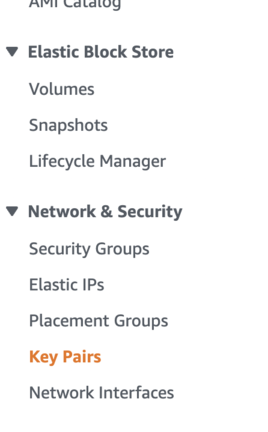 AMI Catalog
Elastic Block Store
Volumes
Snapshots
Lifecycle Manager
Network & Security
Security Groups
Elastic IPs
Placement Groups
Key Pairs
Network Interfaces